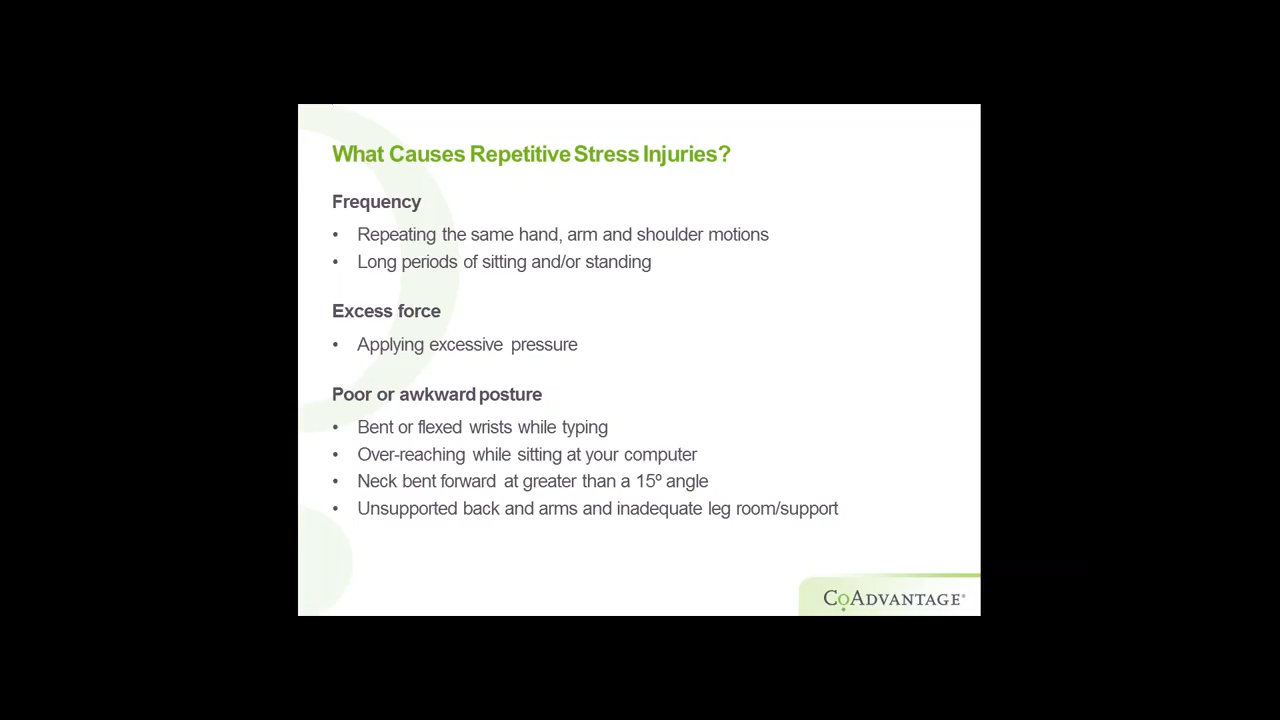 What Causes Repetitive Stress Injuries?
Frequency
• Repeating the same hand, arm and shoulder motions
• Long periods of sitting and/or standing
Excess force
• Applying excessive pressure
Poor or awkward posture
• Bent or flexed wrists while typing
• Over-reaching while sitting at your computer
• Neck bent forward at greater than a 15º angle
• Unsupported back and arms and inadequate leg room/support
CoAdvantage®